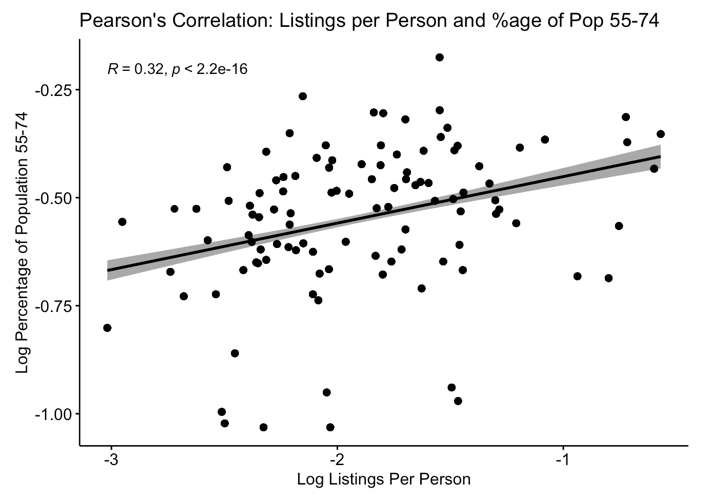 Pearson's Correlation: Listings per Person and %age of Pop 55-74
R = 0.32, p < 2.2e-16
Log Percentage of Population 55-74
-0.25
-0.50
-0.75
-1.00
-3
-2
-1
Log Listings Per Person